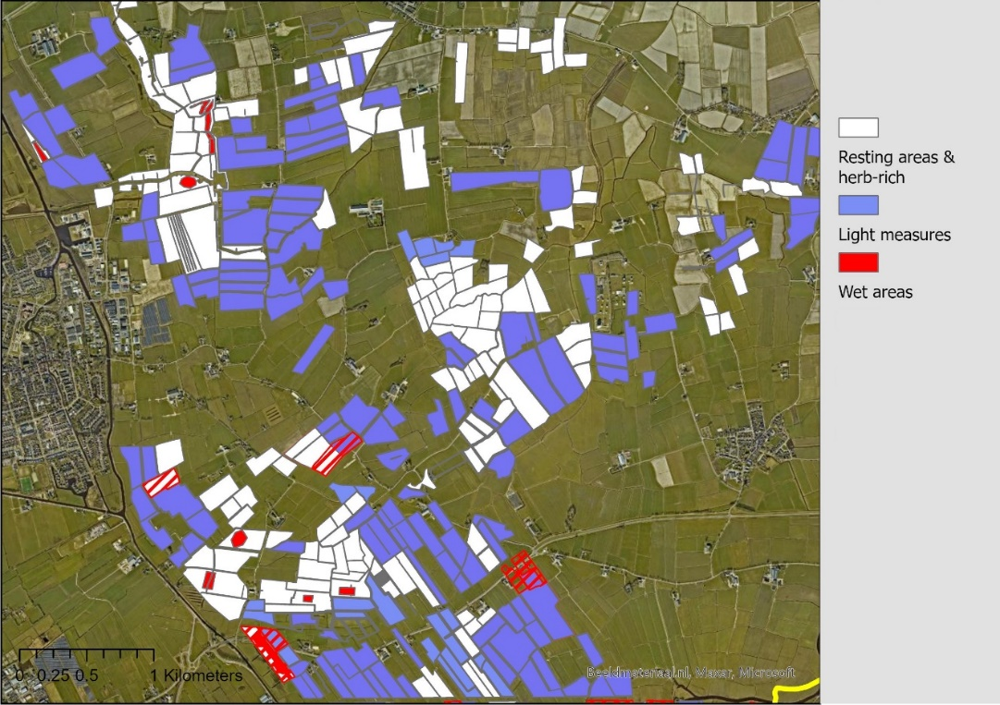 Resting areas &
herb-rich
Light measures
Wet areas
Beeldmateriaal.nl, Maxar, Microsoft
0 0.25 0.5 1 Kilometers